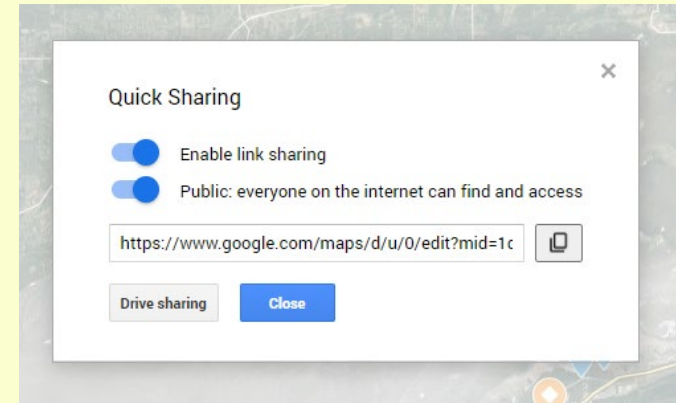 Quick Sharing
Enable link sharing
Public: everyone on the internet can find and access
https://www.google.com/maps/d/u/0/edit?mid=1c
Drive sharing
Close